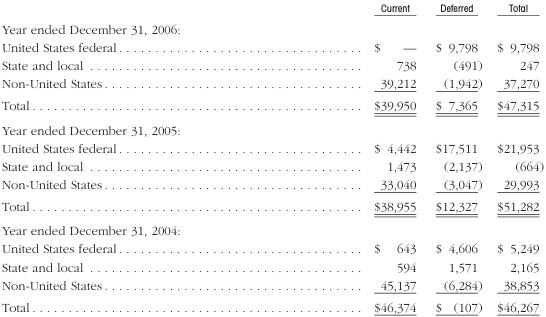 Current Deferred Total
Year ended December 31, 2006:
United States federal . . . . . . . . . . . . . . . . . . . . . . . . . . . . . . . . . . $ — $ 9,798 $ 9,798
State and local . . . . . . . . . . . . . . . . . . . . . . . . . . . . . . . . . . . . . . 738 (491) 247
Non-United States . . . . . . . . . . . . . . . . . . . . . . . . . . . . . . . . . . . . 39,212 (1,942) 37,270
Total . . . . . . . . . . . . . . . . . . . . . . . . . . . . . . . . . . . . . . . . . . . . . $39,950 $ 7,365 $47,315
Year ended December 31, 2005:
United States federal . . . . . . . . . . . . . . . . . . . . . . . . . . . . . . . . . . $ 4,442 $17,511 $21,953
State and local . . . . . . . . . . . . . . . . . . . . . . . . . . . . . . . . . . . . . . 1,473 (2,137) (664)
Non-United States . . . . . . . . . . . . . . . . . . . . . . . . . . . . . . . . . . . . 33,040 (3,047) 29,993
Total . . . . . . . . . . . . . . . . . . . . . . . . . . . . . . . . . . . . . . . . . . . . . $38,955 $12,327 $51,282
Year ended December 31, 2004:
United States federal . . . . . . . . . . . . . . . . . . . . . . . . . . . . . . . . . . $ 643 $ 4,606 $ 5,249
State and local . . . . . . . . . . . . . . . . . . . . . . . . . . . . . . . . . . . . . . 594 1,571 2,165
Non-United States . . . . . . . . . . . . . . . . . . . . . . . . . . . . . . . . . . . . 45,137 (6,284) 38,853
Total . . . . . . . . . . . . . . . . . . . . . . . . . . . . . . . . . . . . . . . . . . . . . $46,374 $ (107) $46,267